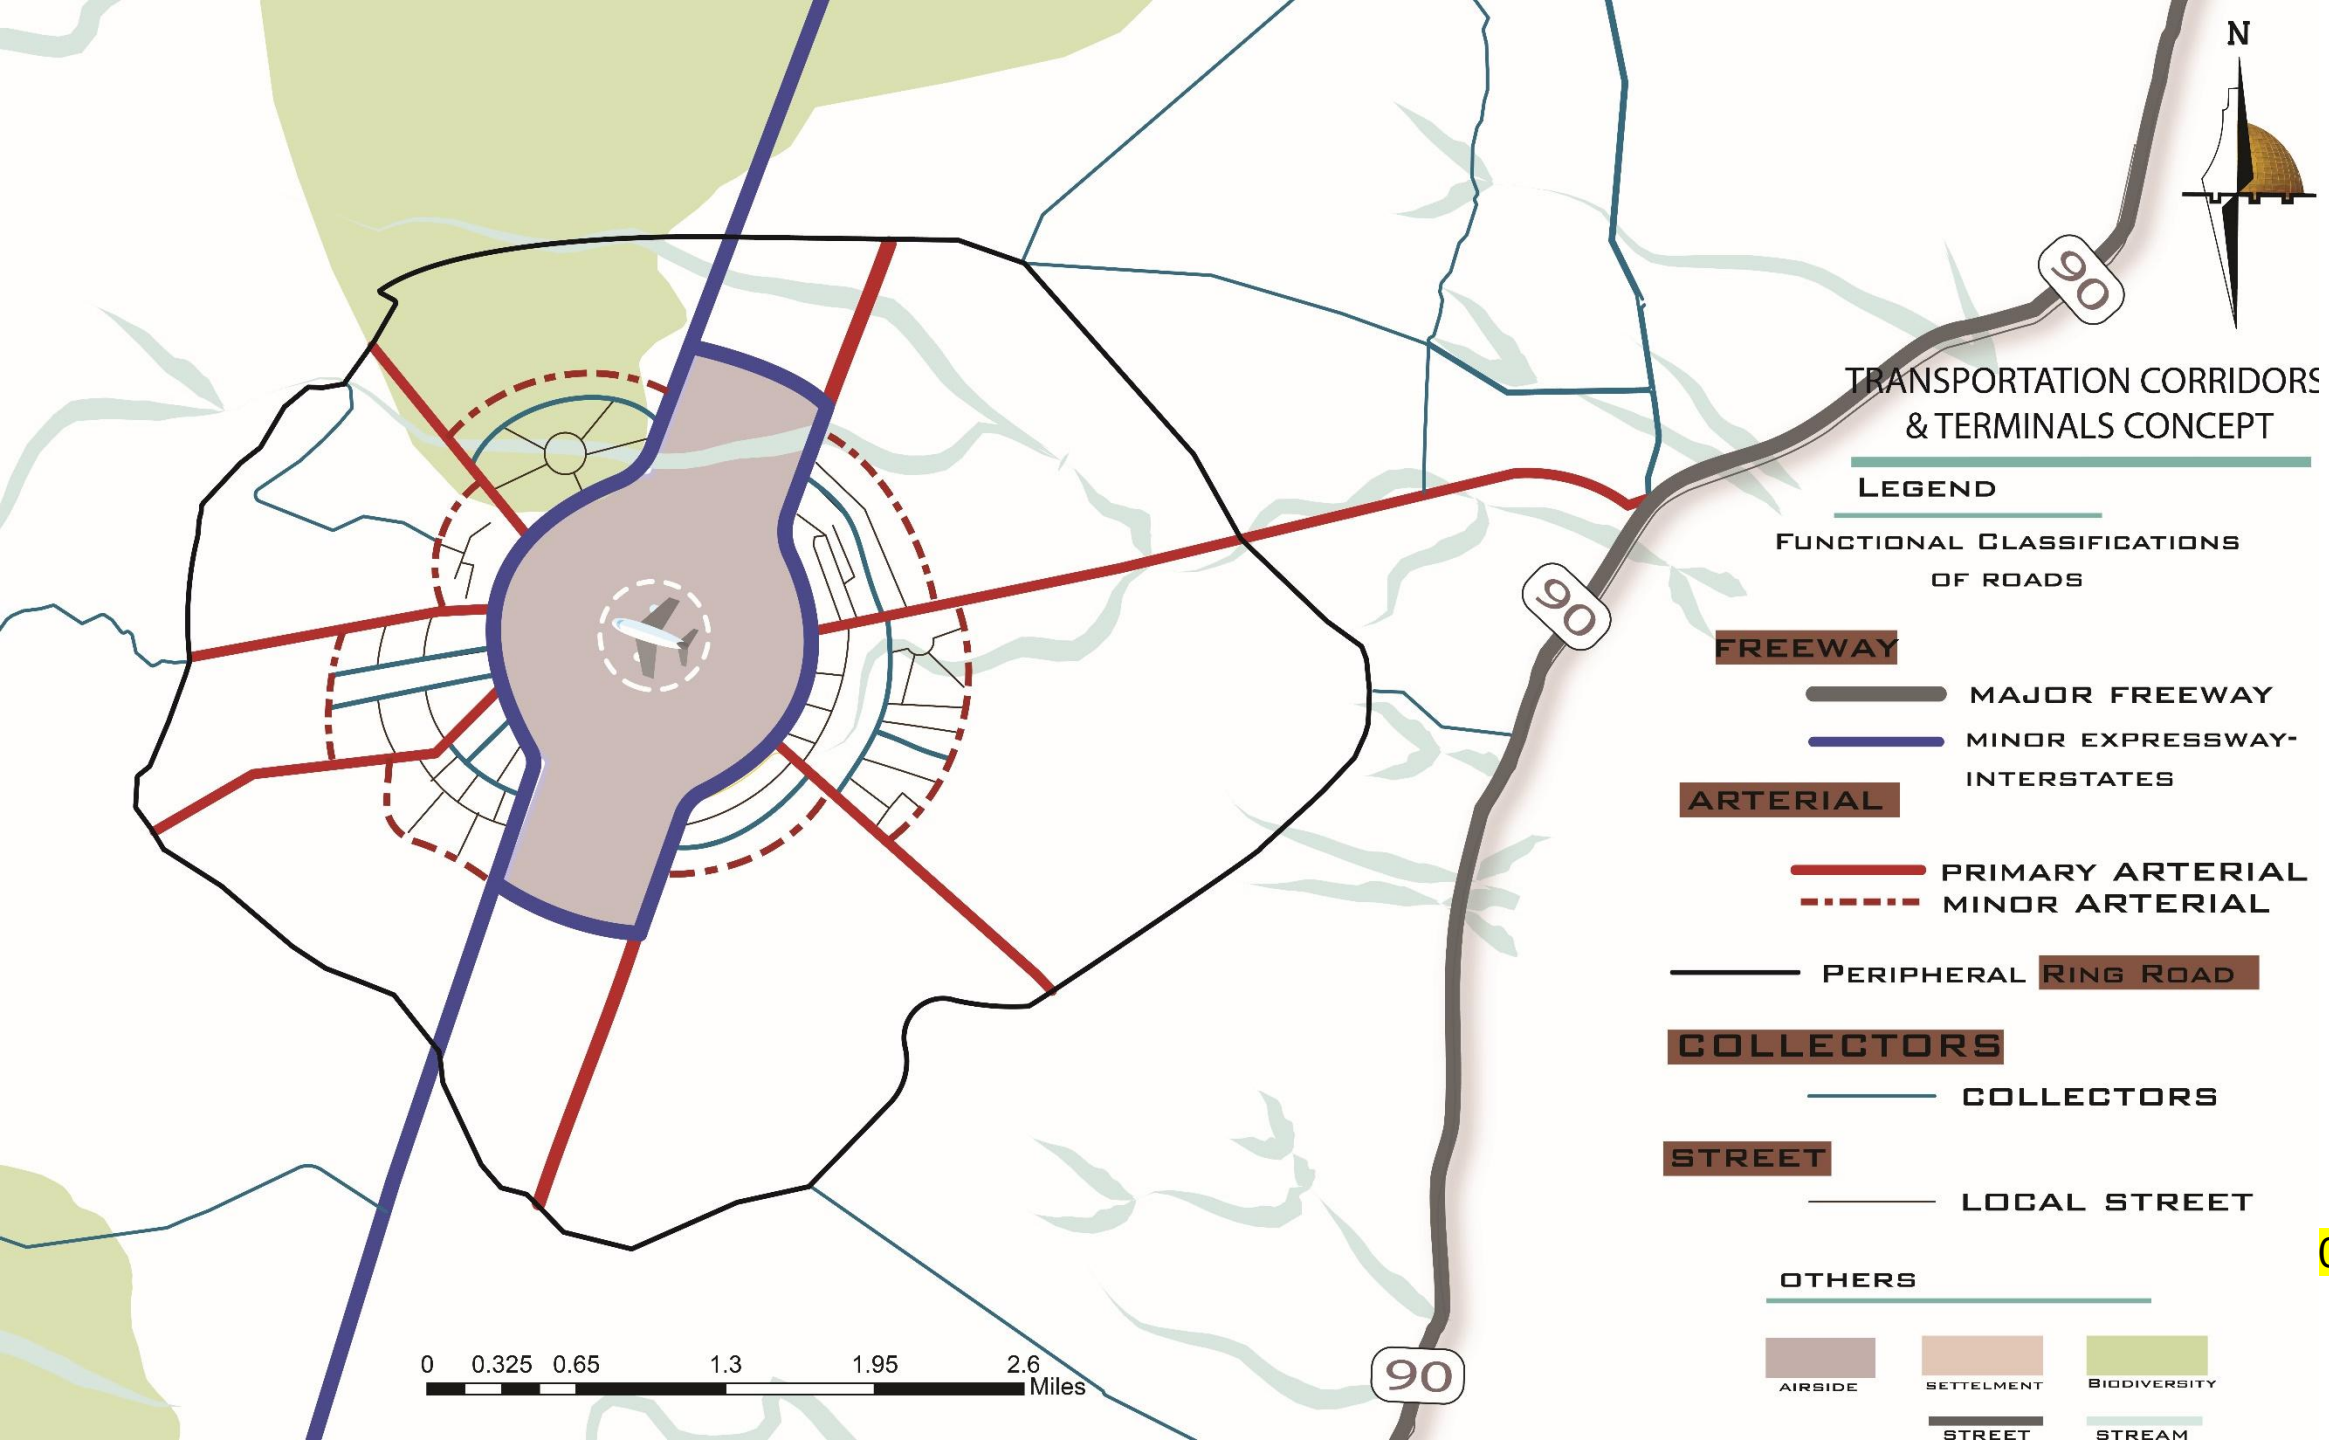 N
90
TRANSPORTATION CORRIDORS
& TERMINALS CONCEPT
LEGEND
FUNCTIONAL CLASSIFICATIONS
OF ROADS
90
FREEWAY
MAJOR FREEWAY
MINOR EXPRESSWAY-
INTERSTATES
ARTERIAL
PRIMARY ARTERIAL
MINOR ARTERIAL
PERIPHERAL RING ROAD
COLLECTORS
COLLECTORS
STREET
LOCAL STREET
OTHERS
AIRSIDE
SETTELMENT
BIODIVERSITY
STREET
STREAM
0 0.325 0.65 1.3 1.95 2.6
Miles
90